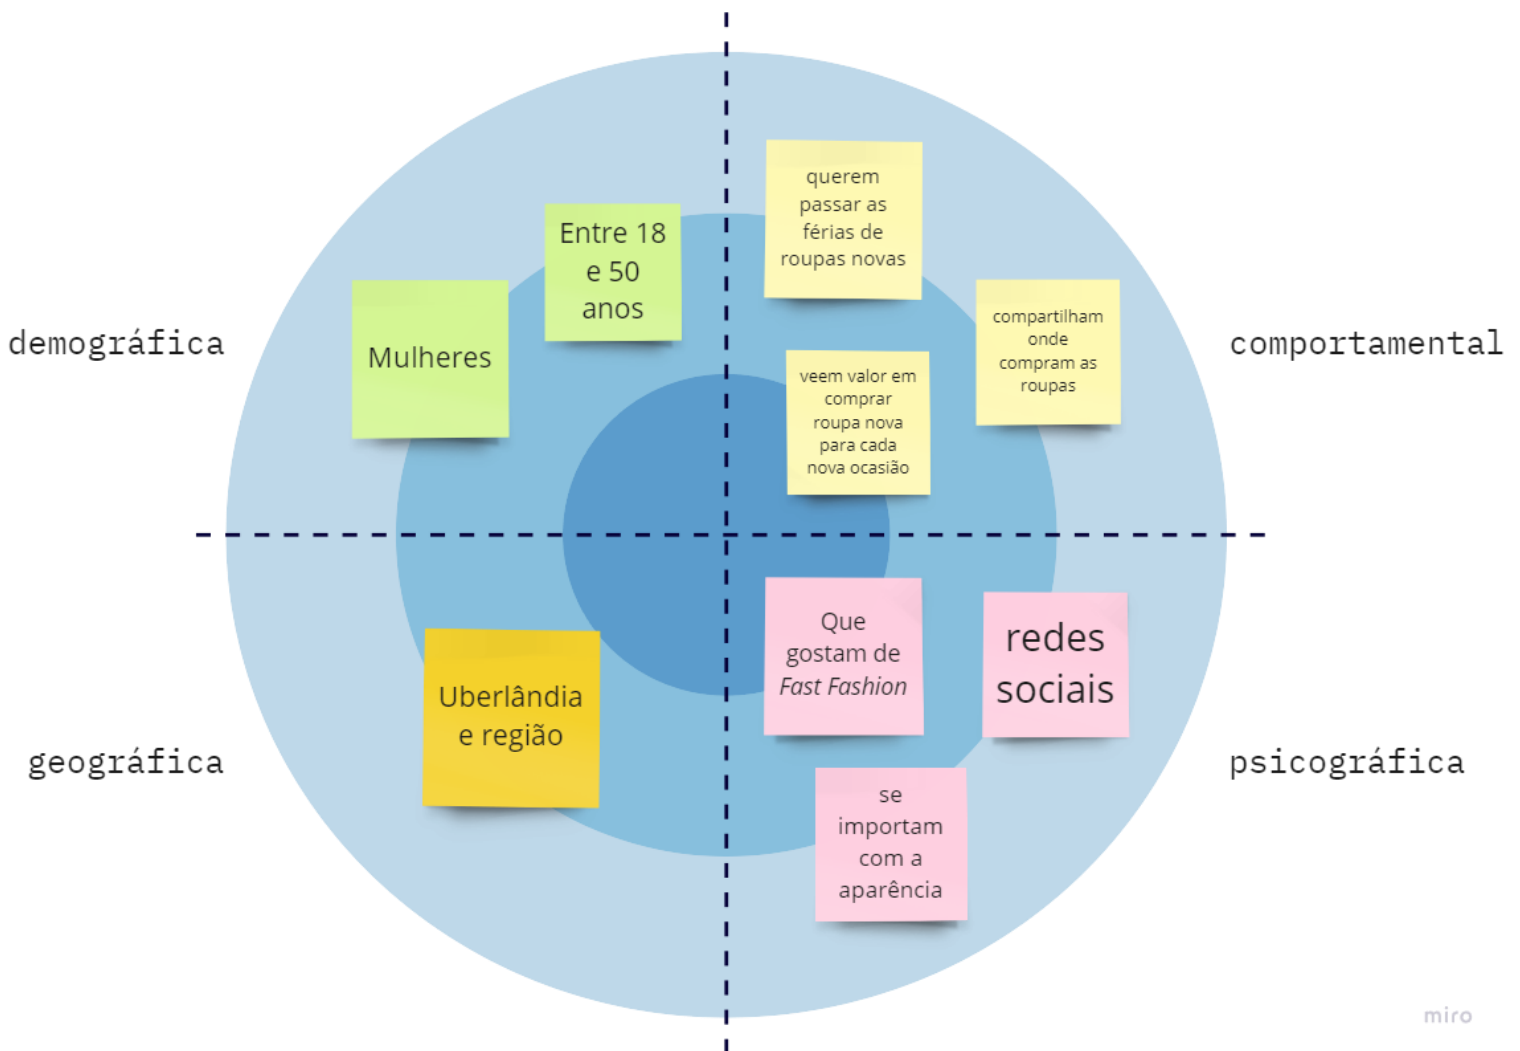 demográfica
Mulheres
Entre 18
e 50
anos
querem
passar as
férias de
roupas novas
compartilham
onde
compram as
roupas
veem valor em
comprar
roupa nova
para cada
nova ocasião
comportamental
geográfica
Uberlândia
e região
Que
gostam de
Fast Fashion
redes
sociais
se
importam
com a
aparência
psicográfica
miro